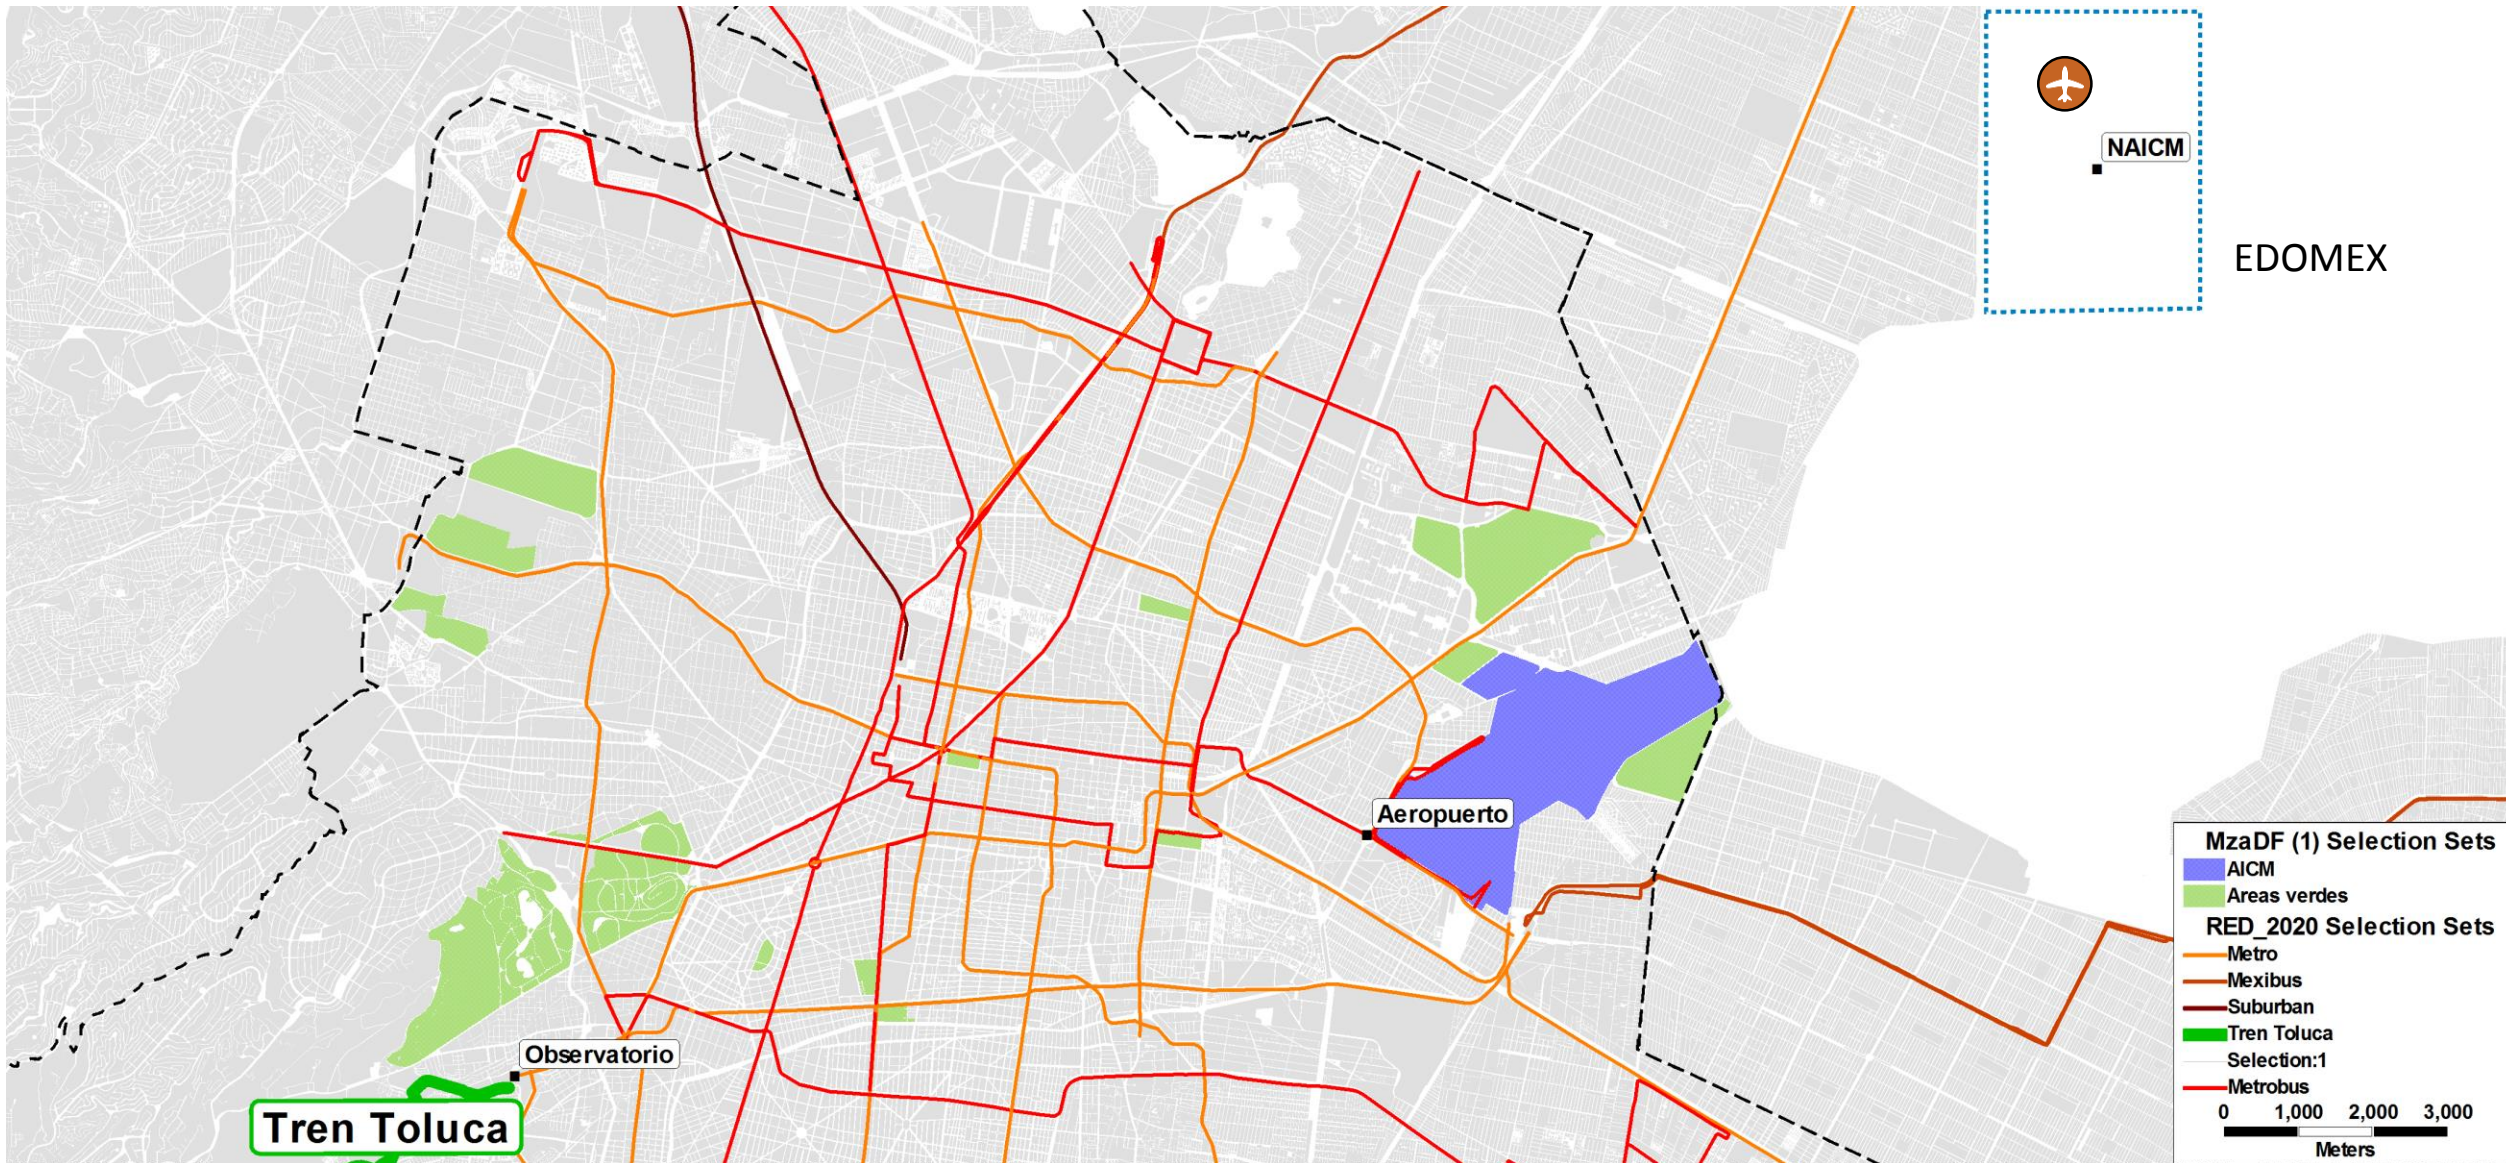 NAICM
EDOMEX
Aeropuerto
Observatorio
Tren Toluca
MzaDF (1) Selection Sets
AICM
Areas verdes
RED_2020 Selection Sets
Metro
Mexibus
Suburban
Tren Toluca
Selection:1
Metrobus
0 1,000 2,000 3,000
Meters